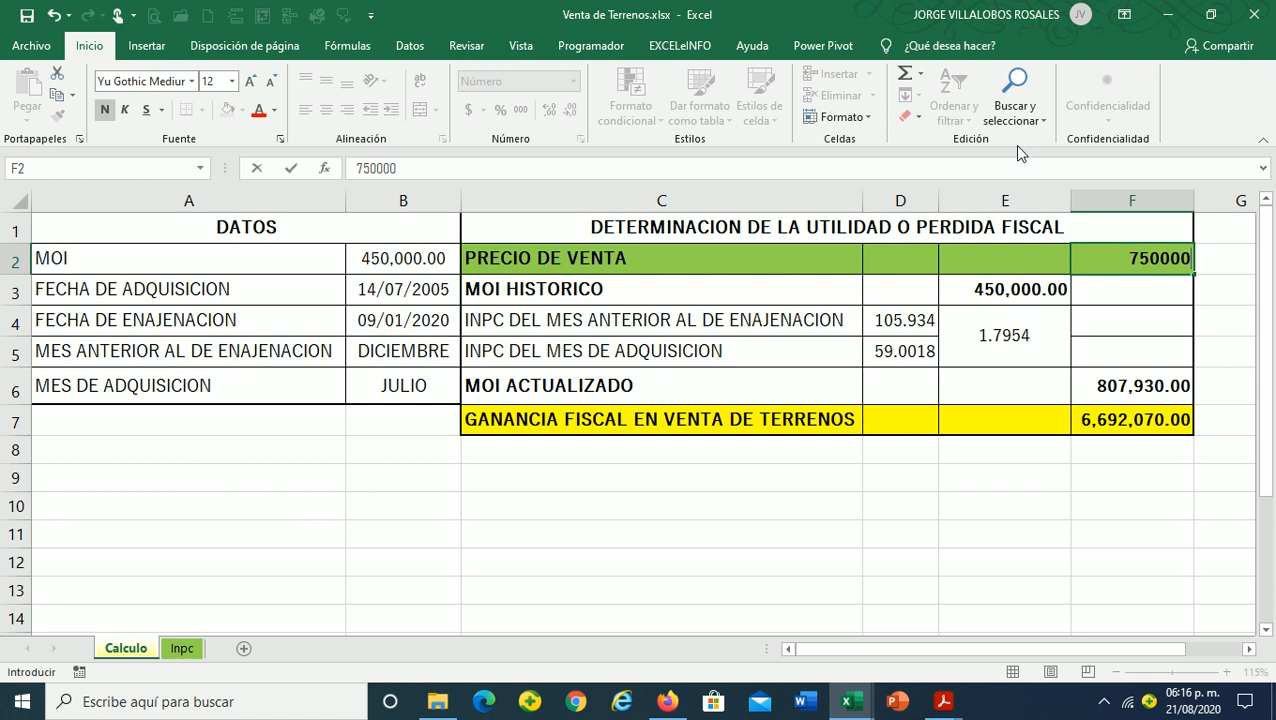 Venta de Terrenos.xlsx - Excel
JORGE VILLALOBOS ROSALES
JV
Archivo
Inicio
Insertar
Disposición de página
Fórmulas
Datos
Revisar
Vista
Programador
EXCELeINFO
Ayuda
Power Pivot
¿Qué desea hacer?
Compartir
Pegar
Portapapeles
Yu Gothic Mediur
12
N K S
Fuente
Alineación
Número
$ % 000
Número
Formato condicional
Dar formato como tabla
Estilos de celda
Estilos
Insertar
Eliminar
Formato
Celdas
Ordenar y filtrar
Buscar y seleccionar
Edición
Confidencialidad
Confidencialidad
F2
fx
750000
A B C D E F G
1 DATOS DETERMINACION DE LA UTILIDAD O PERDIDA FISCAL
2 MOI 450,000.00 PRECIO DE VENTA 750000
3 FECHA DE ADQUISICION 14/07/2005 MOI HISTORICO 450,000.00
4 FECHA DE ENAJENACION 09/01/2020 INPC DEL MES ANTERIOR AL DE ENAJENACION 105.934
1.7954
5 MES ANTERIOR AL DE ENAJENACION DICIEMBRE INPC DEL MES DE ADQUISICION 59.0018
6 MES DE ADQUISICION JULIO MOI ACTUALIZADO 807,930.00
7 GANANCIA FISCAL EN VENTA DE TERRENOS 6,692,070.00
8
9
10
11
12
13
14
Calculo
Inpc
Introducir
115%
Escribe aquí para buscar
06:16 p. m.
21/08/2020